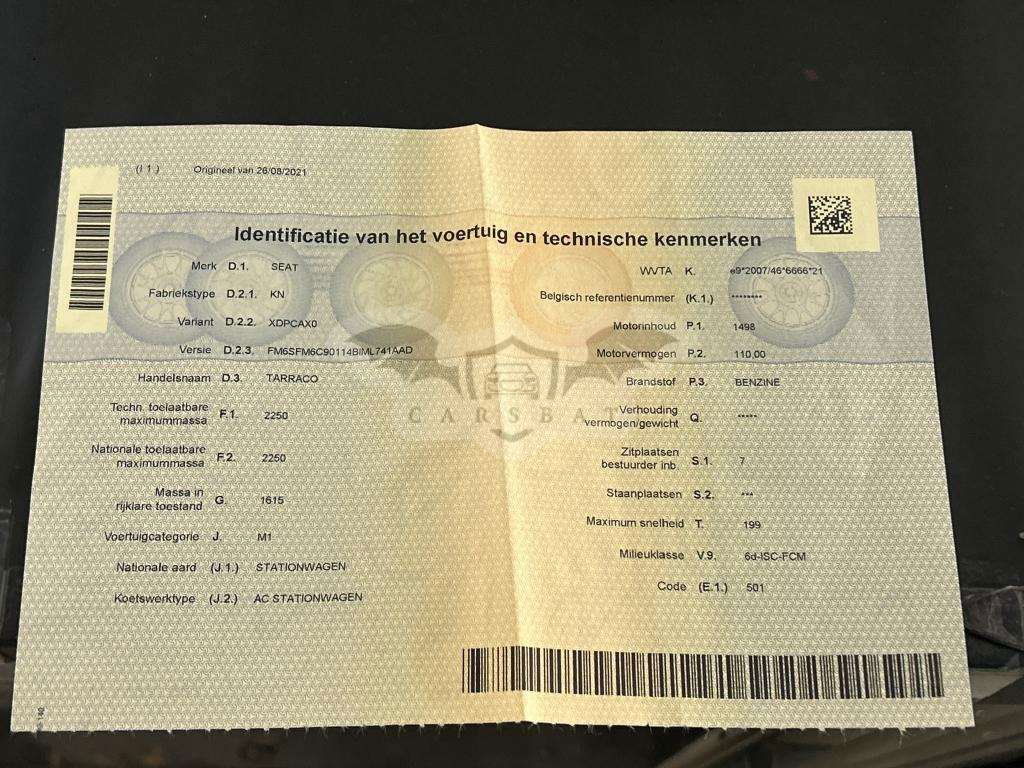 (I 1) Origineel van 26/08/2021
Identificatie van het voertuig en technische kenmerken
Merk D.1. SEAT
Fabriekstype D.2.1. KN
Variant D.2.2. XDPCAX0
Versie D.2.3. FM6SFM6C90114BIML741AAD
Handelsnaam D.3. TARRACO
Techn. toelaatbare
maximummassa F.1. 2250
Nationale toelaatbare
maximummassa F.2. 2250
Massa in
rijklare toestand G. 1615
Voertuigcategorie J. M1
Nationale aard (J.1.) STATIONWAGEN
Koetswerktype (J.2.) AC STATIONWAGEN
WVTA K. e9*2007/46*6666*21
Belgisch referentienummer (K.1.) ********
Motorinhoud P.1. 1498
Motorvermogen P.2. 110,00
Brandstof P.3. BENZINE
Verhouding
vermogen/gewicht Q. *****
Zitplaatsen
bestuurder inb. S.1. 7
Staanplaatsen S.2. ***
Maximum snelheid T. 199
Milieuklasse V.9. 6d-ISC-FCM
Code (E.1.) 501
CARSBAT